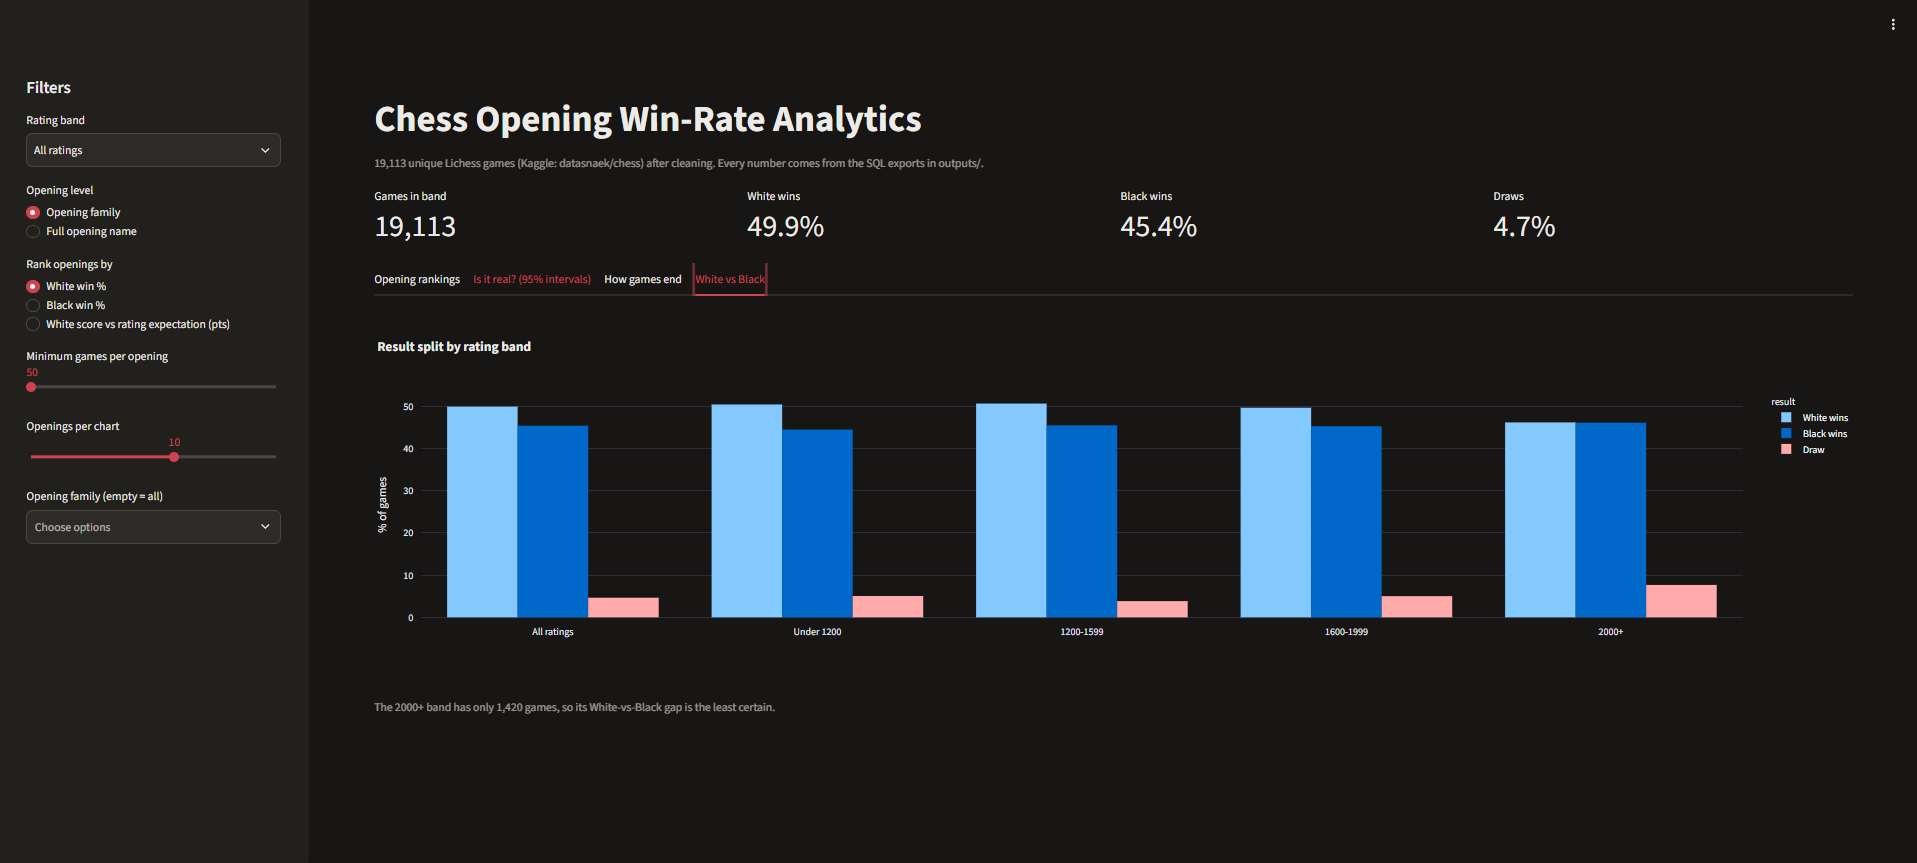 Filters
Rating band
All ratings
Opening level
Opening family
Full opening name
Rank openings by
White win %
Black win %
White score vs rating expectation (pts)
Minimum games per opening
50
Openings per chart
10
Opening family (empty = all)
Choose options
Chess Opening Win-Rate Analytics
19,113 unique Lichess games (Kaggle: datasnaek/chess) after cleaning. Every number comes from the SQL exports in outputs/.
Games in band
19,113
White wins
49.9%
Black wins
45.4%
Draws
4.7%
Opening rankings
Is it real? (95% intervals)
How games end
White vs Black
Result split by rating band
% of games
50
40
30
20
10
0
All ratings
Under 1200
1200-1599
1600-1999
2000+
result
White wins
Black wins
Draw
The 2000+ band has only 1,420 games, so its White-vs-Black gap is the least certain.